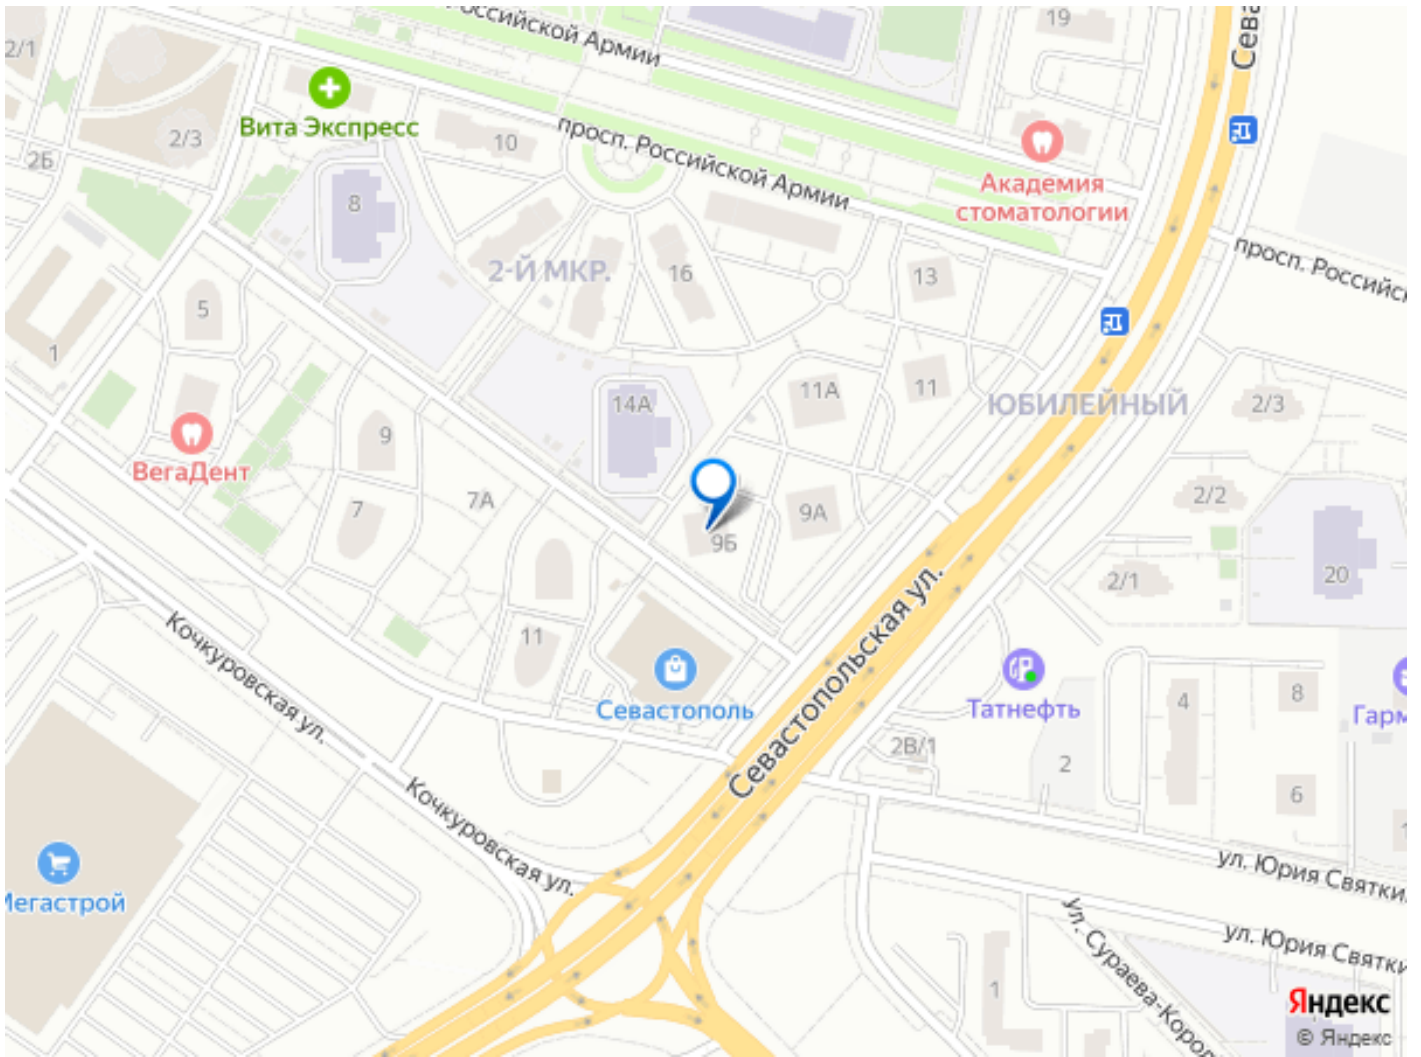 2/1
оссийской Армии
19
Сева
Вита Экспресс
2/3
10
просп. Российской Армии
Академия
стоматологии
2Б
8
2-Й МКР.
16
13
просп. Российск
5
1
14А
11А
11
ЮБИЛЕЙНЫЙ
2/3
ВегаДент
9
7А
7
9Б
9А
2/2
2/1
20
Кочкуровская ул.
11
Севастополь
Севастопольская ул.
Татнефть
4
8
Гарм
2В/1
2
6
1
Кочкуровская ул.
Мегастрой
ул. Юрия Святки
ул. Юрия Святки
ул. Сураева-Корол
1
Яндекс
© Яндекс